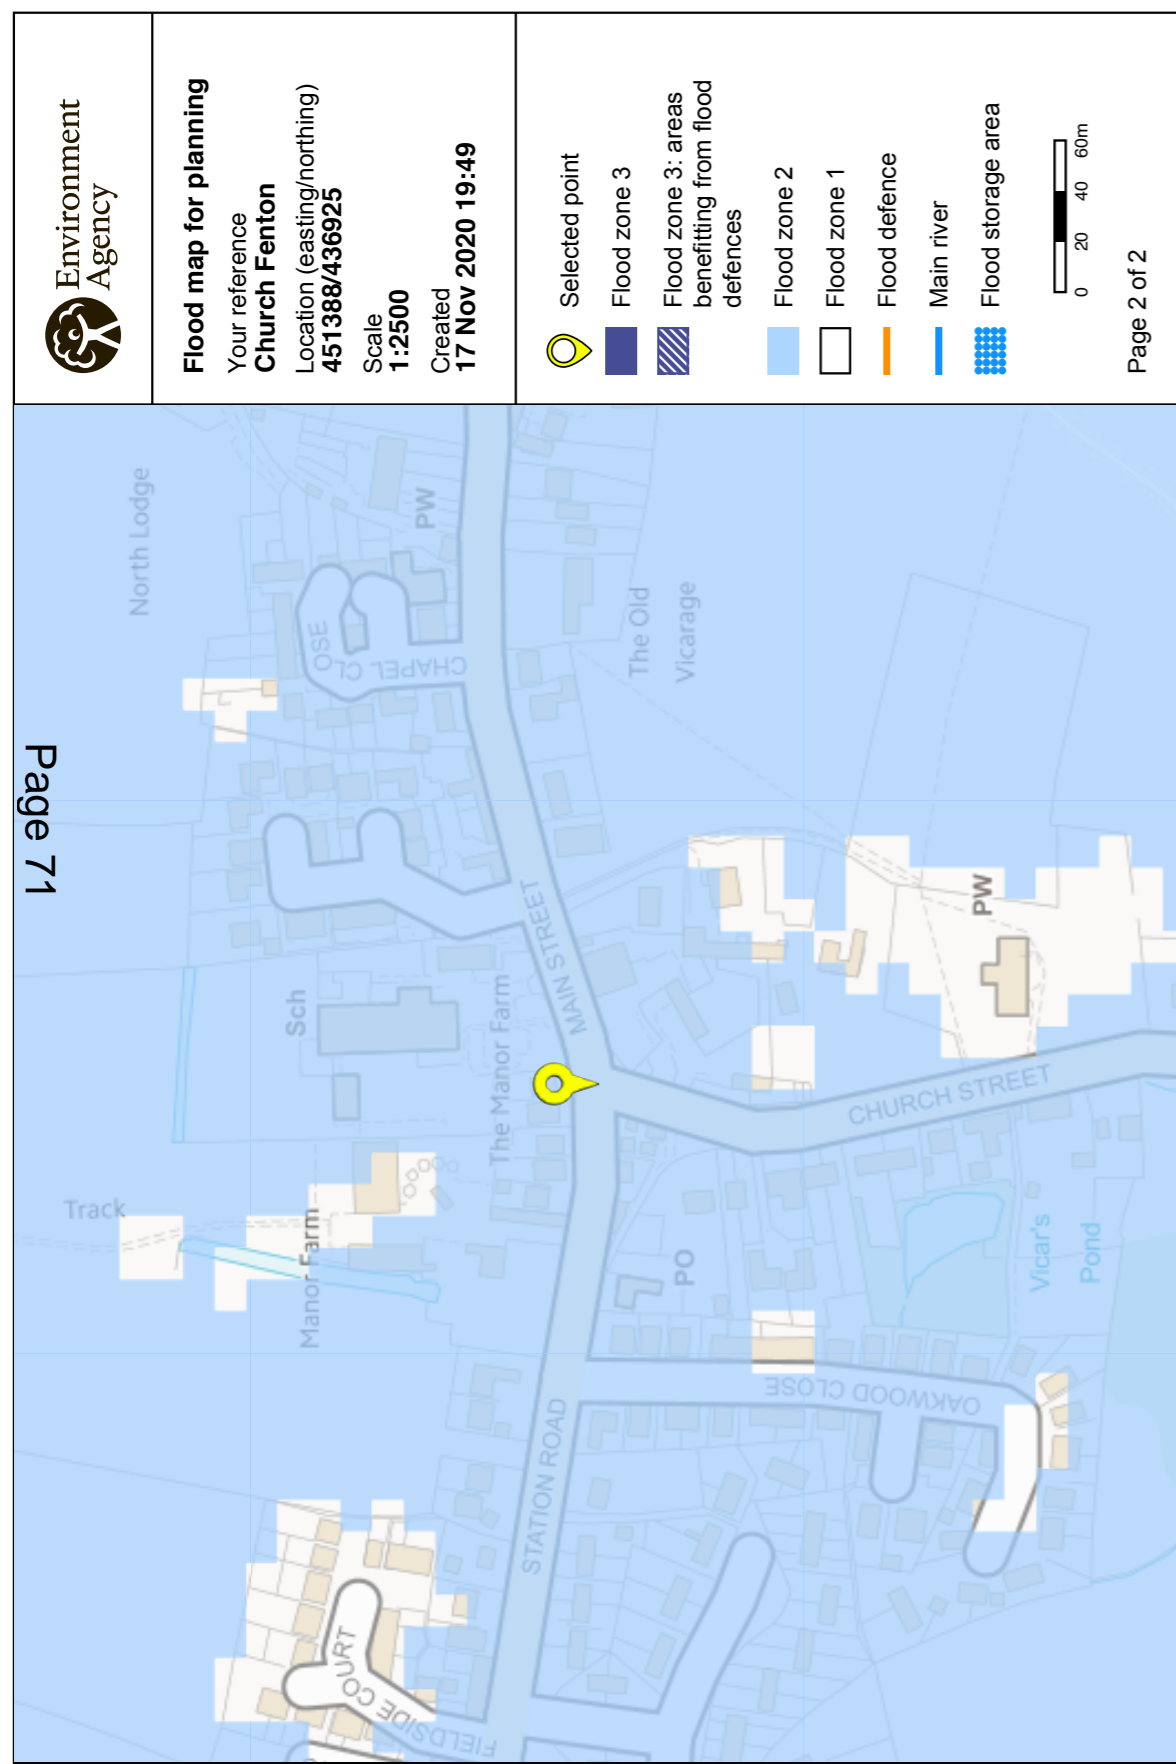 Environment
Agency
Flood map for planning
Your reference
Church Fenton
Location (easting/northing)
451388/436925
Scale
1:2500
Created
17 Nov 2020 19:49
Selected point
Flood zone 3
Flood zone 3: areas
benefitting from flood
defences
Flood zone 2
Flood zone 1
Flood defence
Main river
Flood storage area
0 20 40 60m
Page 2 of 2
Page 71
North Lodge
PW
CHAPEL CLOSE
The Old
Vicarage
Sch
The Manor Farm
MAIN STREET
PW
Track
Manor Farm
CHURCH STREET
PO
Vicar's
Pond
STATION ROAD
OAKWOOD CLOSE
FIELDSIDE COURT